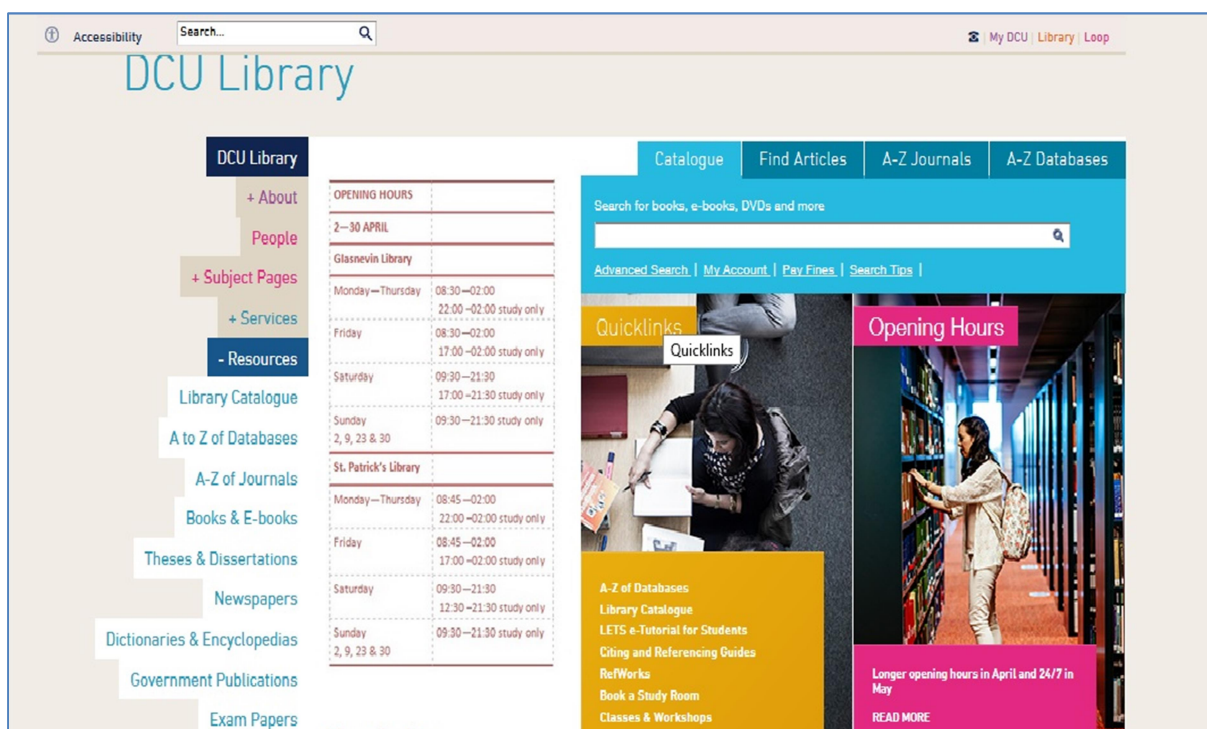 Accessibility
Search...
My DCU | Library | Loop
DCU Library
DCU Library
+ About
People
+ Subject Pages
+ Services
- Resources
Library Catalogue
A to Z of Databases
A-Z of Journals
Books & E-books
Theses & Dissertations
Newspapers
Dictionaries & Encyclopedias
Government Publications
Exam Papers
OPENING HOURS
2—30 APRIL
Glasnevin Library
Monday—Thursday 08:30—02:00
22:00 –02:00 study only
Friday 08:30—02:00
17:00 –02:00 study only
Saturday 09:30—21:30
17:00 –21:30 study only
Sunday 09:30—21:30 study only
2, 9, 23 & 30
St. Patrick's Library
Monday—Thursday 08:45—02:00
22:00 –02:00 study only
Friday 08:45—02:00
17:00 –02:00 study only
Saturday 09:30—21:30
12:30 –21:30 study only
Sunday 09:30—21:30 study only
2, 9, 23 & 30
Catalogue Find Articles A-Z Journals A-Z Databases
Search for books, e-books, DVDs and more
Advanced Search | My Account | Pay Fines | Search Tips |
Quicklinks
Quicklinks
A-Z of Databases
Library Catalogue
LETS e-Tutorial for Students
Citing and Referencing Guides
RefWorks
Book a Study Room
Classes & Workshops
Opening Hours
Longer opening hours in April and 24/7 in
May
READ MORE